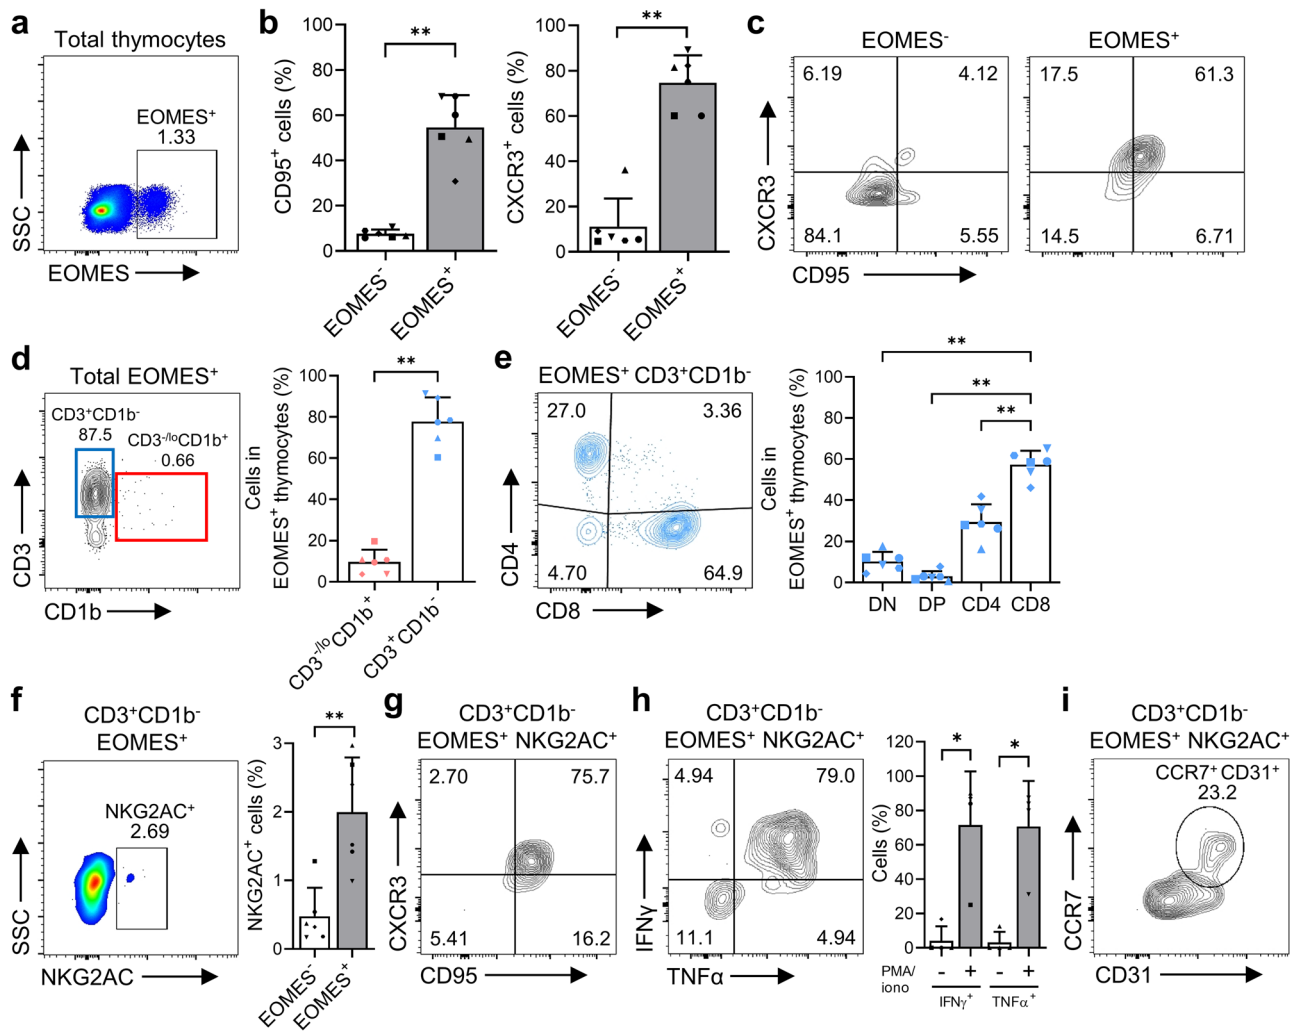 a
Total thymocytes
EOMES⁺
1.33
SSC
EOMES
b
100
80
60
40
20
0
CD95⁺ cells (%)
**
EOMES⁻
EOMES⁺
100
80
60
40
20
0
CXCR3⁺ cells (%)
**
EOMES⁻
EOMES⁺
c
EOMES⁻
6.19
4.12
84.1
5.55
EOMES⁺
17.5
61.3
14.5
6.71
CXCR3
CD95
d
Total EOMES⁺
CD3⁺CD1b⁻
87.5
CD3⁻/ˡᵒCD1b⁺
0.66
CD3
CD1b
Cells in
EOMES⁺ thymocytes (%)
100
80
60
40
20
0
**
CD3⁻/ˡᵒCD1b⁺
CD3⁺CD1b⁻
e
EOMES⁺ CD3⁺CD1b⁻
27.0
3.36
4.70
64.9
CD4
CD8
Cells in
EOMES⁺ thymocytes (%)
100
80
60
40
20
0
**
**
**
DN
DP
CD4
CD8
f
CD3⁺CD1b⁻
EOMES⁺
NKG2AC⁺
2.69
SSC
NKG2AC
NKG2AC⁺ cells (%)
3
2
1
0
**
EOMES⁻
EOMES⁺
g
CD3⁺CD1b⁻
EOMES⁺ NKG2AC⁺
2.70
75.7
5.41
16.2
CXCR3
CD95
h
CD3⁺CD1b⁻
EOMES⁺ NKG2AC⁺
4.94
79.0
11.1
4.94
IFNγ
TNFα
Cells (%)
120
100
80
60
40
20
0
*
*
PMA/
iono
- + - +
IFNγ⁺
TNFα⁺
i
CD3⁺CD1b⁻
EOMES⁺ NKG2AC⁺
CCR7⁺ CD31⁺
23.2
CCR7
CD31